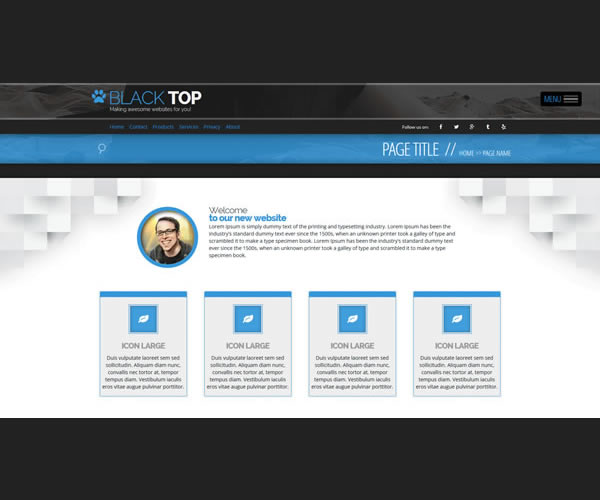 BLACK TOP
Making awesome websites for you!
MENU
Home Contact Products Services Privacy About
Follow us on:
PAGE TITLE // HOME >> PAGE NAME
Welcome
to our new website
Lorem Ipsum is simply dummy text of the printing and typesetting industry. Lorem Ipsum has been the
industry's standard dummy text ever since the 1500s, when an unknown printer took a galley of type and
scrambled it to make a type specimen book. Lorem Ipsum has been the
industry's standard dummy text ever since the 1500s, when an unknown printer took a galley of type and scrambled it to make a type
specimen book.
ICON LARGE
Duis vulputate laoreet sem sed
sollicitudin. Aliquam diam nunc,
convallis nec tortor at, tempor
tempus diam. Vestibulum iaculis
eros vitae augue pulvinar porttitor.
ICON LARGE
Duis vulputate laoreet sem sed
sollicitudin. Aliquam diam nunc,
convallis nec tortor at, tempor
tempus diam. Vestibulum iaculis
eros vitae augue pulvinar porttitor.
ICON LARGE
Duis vulputate laoreet sem sed
sollicitudin. Aliquam diam nunc,
convallis nec tortor at, tempor
tempus diam. Vestibulum iaculis
eros vitae augue pulvinar porttitor.
ICON LARGE
Duis vulputate laoreet sem sed
sollicitudin. Aliquam diam nunc,
convallis nec tortor at, tempor
tempus diam. Vestibulum iaculis
eros vitae augue pulvinar porttitor.